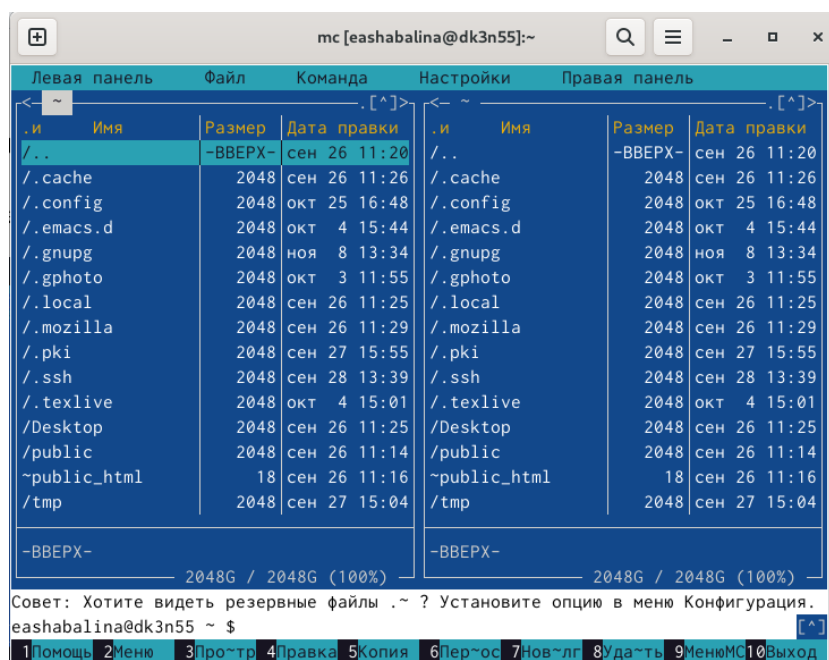 mc [eashabalina@dk3n55]:~
Левая панель Файл Команда Настройки Правая панель
<— ~ .[^]> <— ~ .[^]>
.и Имя Размер Дата правки .и Имя Размер Дата правки
/.. -ВВЕРХ- сен 26 11:20 /.. -ВВЕРХ- сен 26 11:20
/.cache 2048 сен 26 11:26 /.cache 2048 сен 26 11:26
/.config 2048 окт 25 16:48 /.config 2048 окт 25 16:48
/.emacs.d 2048 окт 4 15:44 /.emacs.d 2048 окт 4 15:44
/.gnupg 2048 ноя 8 13:34 /.gnupg 2048 ноя 8 13:34
/.gphoto 2048 окт 3 11:55 /.gphoto 2048 окт 3 11:55
/.local 2048 сен 26 11:25 /.local 2048 сен 26 11:25
/.mozilla 2048 сен 26 11:29 /.mozilla 2048 сен 26 11:29
/.pki 2048 сен 27 15:55 /.pki 2048 сен 27 15:55
/.ssh 2048 сен 28 13:39 /.ssh 2048 сен 28 13:39
/.texlive 2048 окт 4 15:01 /.texlive 2048 окт 4 15:01
/Desktop 2048 сен 26 11:25 /Desktop 2048 сен 26 11:25
/public 2048 сен 26 11:14 /public 2048 сен 26 11:14
~public_html 18 сен 26 11:16 ~public_html 18 сен 26 11:16
/tmp 2048 сен 27 15:04 /tmp 2048 сен 27 15:04
-ВВЕРХ- -ВВЕРХ-
2048G / 2048G (100%) 2048G / 2048G (100%)
Совет: Хотите видеть резервные файлы .~ ? Установите опцию в меню Конфигурация.
eashabalina@dk3n55 ~ $ [^]
1Помощь 2Меню 3Про~тр 4Правка 5Копия 6Пер~ос 7Нов~лг 8Уда~ть 9МенюMC 10Выход